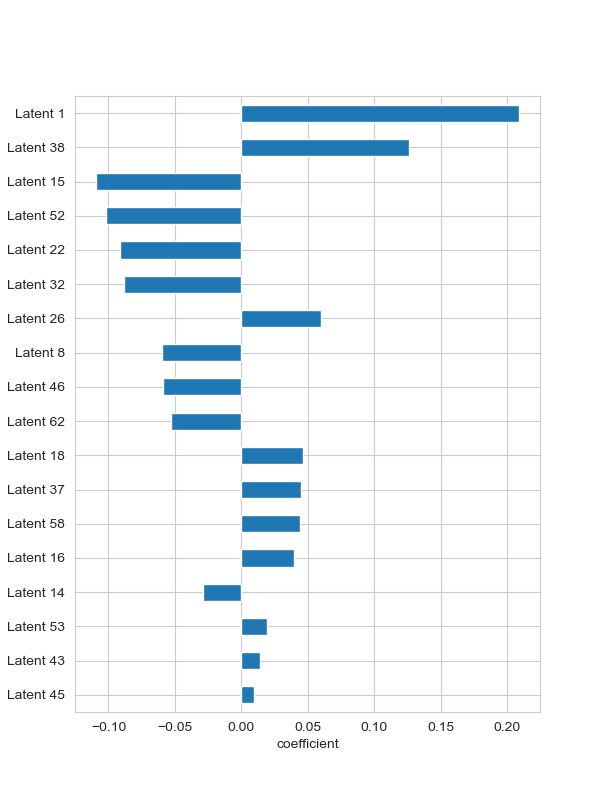 Latent 1
Latent 38
Latent 15
Latent 52
Latent 22
Latent 32
Latent 26
Latent 8
Latent 46
Latent 62
Latent 18
Latent 37
Latent 58
Latent 16
Latent 14
Latent 53
Latent 43
Latent 45
−0.10 −0.05 0.00 0.05 0.10 0.15 0.20
coefficient